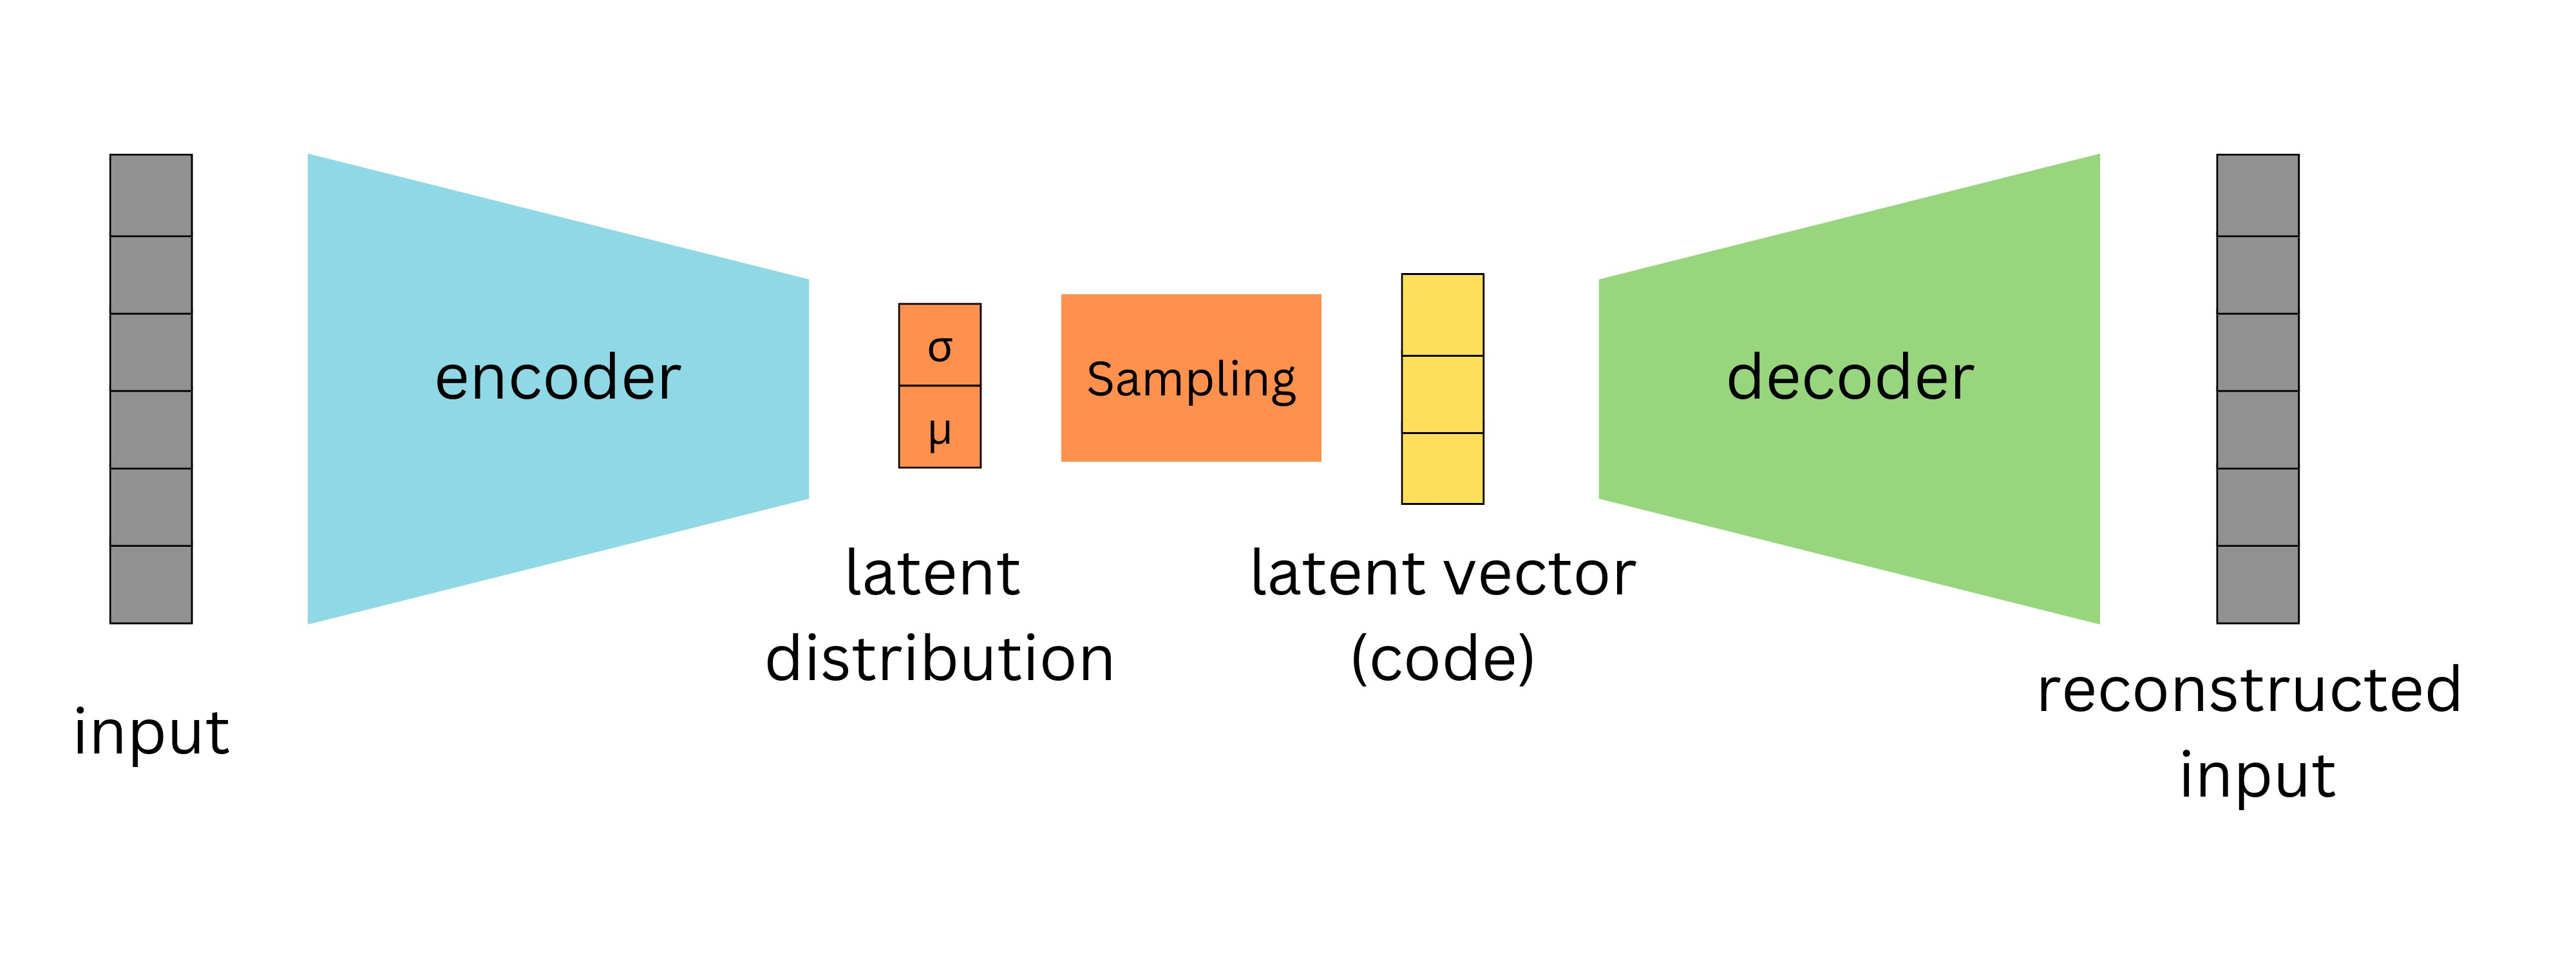 input
encoder
σ
μ
latent
distribution
Sampling
latent vector
(code)
decoder
reconstructed
input